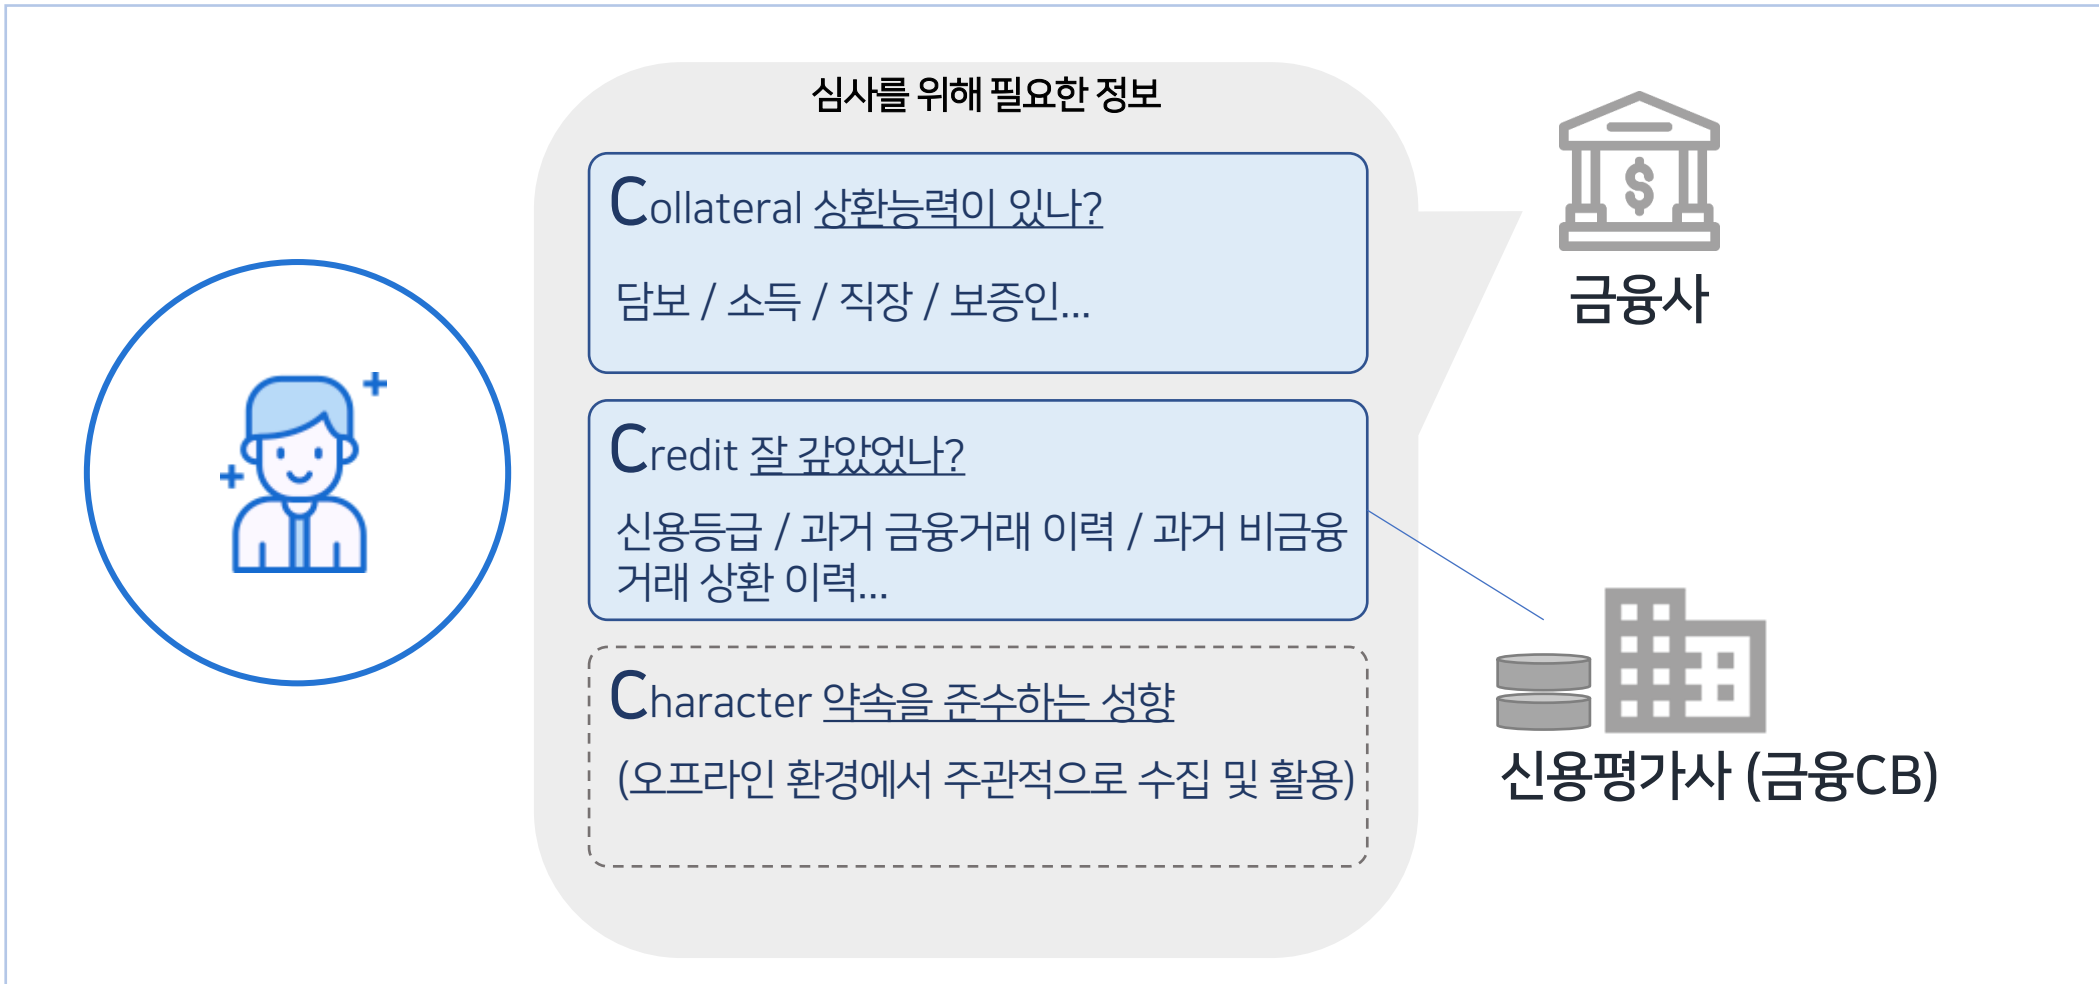 심사를 위해 필요한 정보
Collateral 상환능력이 있나?
담보 / 소득 / 직장 / 보증인...
Credit 잘 갚았었나?
신용등급 / 과거 금융거래 이력 / 과거 비금융
거래 상환 이력...
Character 약속을 준수하는 성향
(오프라인 환경에서 주관적으로 수집 및 활용)
$
금융사
신용평가사 (금융CB)